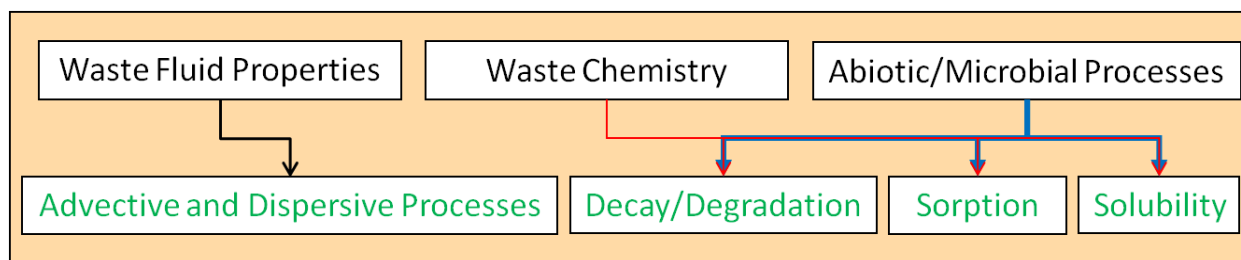 Waste Fluid Properties
Waste Chemistry
Abiotic/Microbial Processes
Advective and Dispersive Processes
Decay/Degradation
Sorption
Solubility